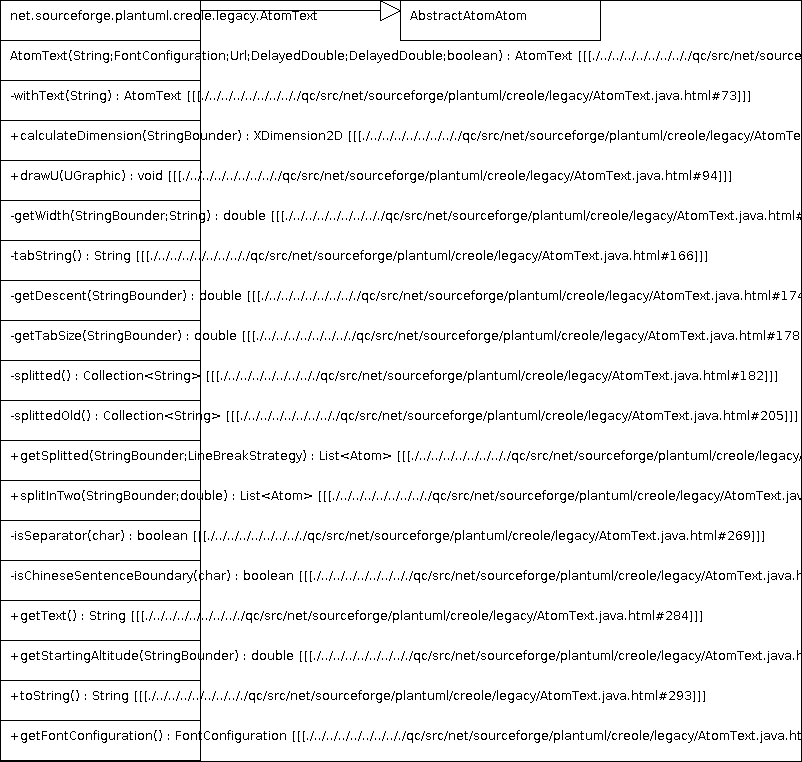 net.sourceforge.plantuml.creole.legacy.AtomText
AbstractAtomAtom
AtomText(String;FontConfiguration;Url;DelayedDouble;DelayedDouble;boolean) : AtomText [[[./../../../../../../../qc/src/net/source
-withText(String) : AtomText [[[./../../../../../../../qc/src/net/sourceforge/plantuml/creole/legacy/AtomText.java.html#73]]]
+calculateDimension(StringBounder) : XDimension2D [[[./../../../../../../../qc/src/net/sourceforge/plantuml/creole/legacy/AtomTe
+drawU(UGraphic) : void [[[./../../../../../../../qc/src/net/sourceforge/plantuml/creole/legacy/AtomText.java.html#94]]]
-getWidth(StringBounder;String) : double [[[./../../../../../../../qc/src/net/sourceforge/plantuml/creole/legacy/AtomText.java.html#
-tabString() : String [[[./../../../../../../../qc/src/net/sourceforge/plantuml/creole/legacy/AtomText.java.html#166]]]
-getDescent(StringBounder) : double [[[./../../../../../../../qc/src/net/sourceforge/plantuml/creole/legacy/AtomText.java.html#174
-getTabSize(StringBounder) : double [[[./../../../../../../../qc/src/net/sourceforge/plantuml/creole/legacy/AtomText.java.html#178
-splitted() : Collection<String> [[[./../../../../../../../qc/src/net/sourceforge/plantuml/creole/legacy/AtomText.java.html#182]]]
-splittedOld() : Collection<String> [[[./../../../../../../../qc/src/net/sourceforge/plantuml/creole/legacy/AtomText.java.html#205]]]
+getSplitted(StringBounder;LineBreakStrategy) : List<Atom> [[[./../../../../../../../qc/src/net/sourceforge/plantuml/creole/legacy/
+splitInTwo(StringBounder;double) : List<Atom> [[[./../../../../../../../qc/src/net/sourceforge/plantuml/creole/legacy/AtomText.jav
-isSeparator(char) : boolean [[[./../../../../../../../qc/src/net/sourceforge/plantuml/creole/legacy/AtomText.java.html#269]]]
-isChineseSentenceBoundary(char) : boolean [[[./../../../../../../../qc/src/net/sourceforge/plantuml/creole/legacy/AtomText.java.h
+getText() : String [[[./../../../../../../../qc/src/net/sourceforge/plantuml/creole/legacy/AtomText.java.html#284]]]
+getStartingAltitude(StringBounder) : double [[[./../../../../../../../qc/src/net/sourceforge/plantuml/creole/legacy/AtomText.java.h
+toString() : String [[[./../../../../../../../qc/src/net/sourceforge/plantuml/creole/legacy/AtomText.java.html#293]]]
+getFontConfiguration() : FontConfiguration [[[./../../../../../../../qc/src/net/sourceforge/plantuml/creole/legacy/AtomText.java.ht